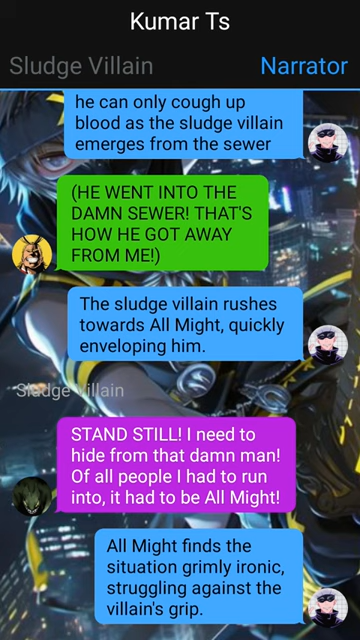 Kumar Ts
Sludge Villain
Narrator
he can only cough up
blood as the sludge villain
emerges from the sewer
(HE WENT INTO THE
DAMN SEWER! THAT'S
HOW HE GOT AWAY
FROM ME!)
The sludge villain rushes
towards All Might, quickly
enveloping him.
Sludge Villain
STAND STILL! I need to
hide from that damn man!
Of all people I had to run
into, it had to be All Might!
All Might finds the
situation grimly ironic,
struggling against the
villain's grip.